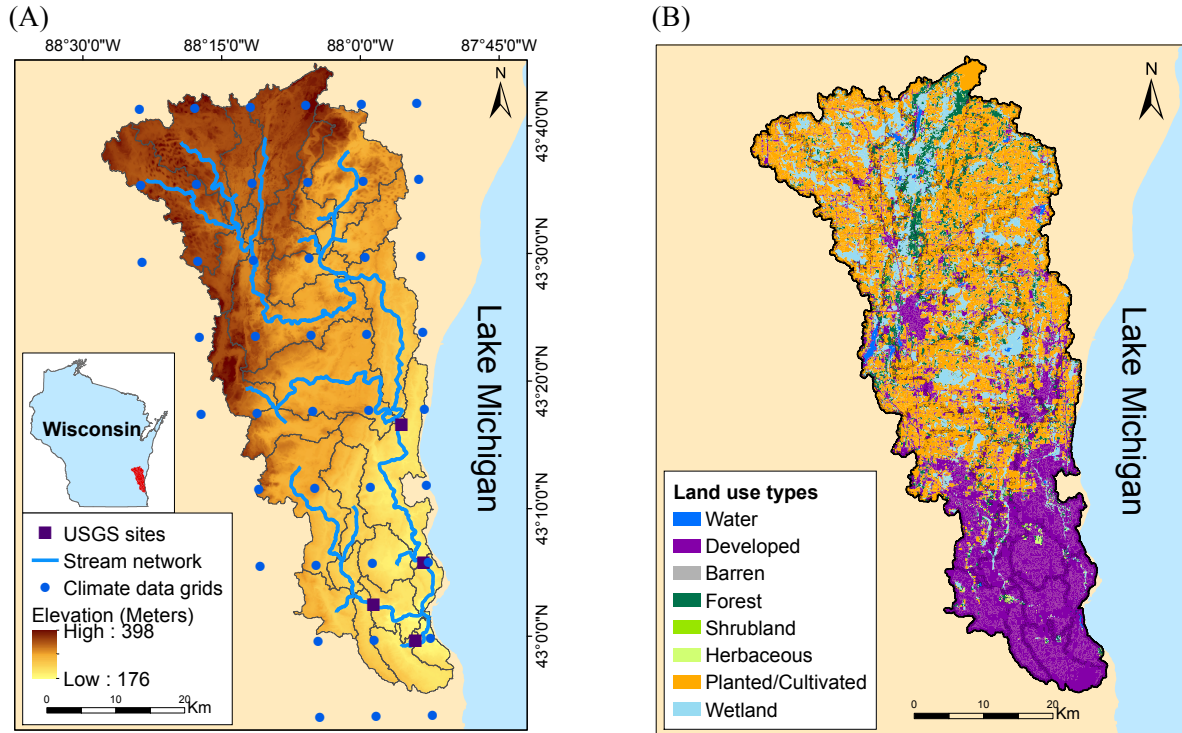 (A)
88°30'0"W 88°15'0"W 88°0'0"W 87°45'0"W
N
43°40'0"N
43°30'0"N
43°20'0"N
43°10'0"N
43°0'0"N
Lake Michigan
Wisconsin
USGS sites
Stream network
Climate data grids
Elevation (Meters)
High : 398
Low : 176
0 10 20
Km
(B)
N
Lake Michigan
Land use types
Water
Developed
Barren
Forest
Shrubland
Herbaceous
Planted/Cultivated
Wetland
0 10 20
Km